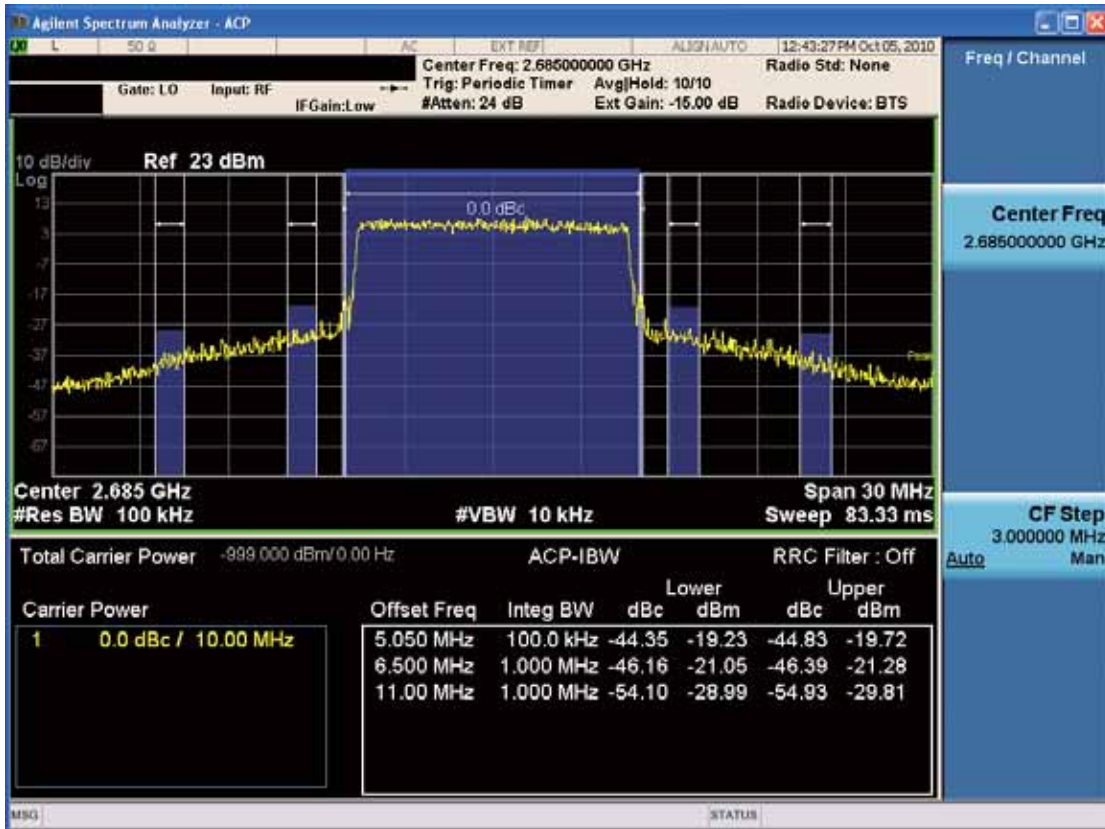 Agilent Spectrum Analyzer - ACP
L 50 Ω AC EXT REF ALIGN AUTO 12:43:27 PM Oct 05, 2010
Center Freq: 2.685000000 GHz Radio Std: None
Gate: LO Input: RF Trig: Periodic Timer Avg|Hold: 10/10
IFGain:Low #Atten: 24 dB Ext Gain: -15.00 dB Radio Device: BTS
10 dB/div Ref 23 dBm
Log
13
3
-7
-17
-27
-37
-47
-57
-67
0.0 dBc
Center 2.685 GHz Span 30 MHz
#Res BW 100 kHz #VBW 10 kHz Sweep 83.33 ms
Total Carrier Power -999.000 dBm/ 0.00 Hz ACP-IBW RRC Filter : Off
Lower Upper
Carrier Power Offset Freq Integ BW dBc dBm dBc dBm
1 0.0 dBc / 10.00 MHz 5.050 MHz 100.0 kHz -44.35 -19.23 -44.83 -19.72
6.500 MHz 1.000 MHz -46.16 -21.05 -46.39 -21.28
11.00 MHz 1.000 MHz -54.10 -28.99 -54.93 -29.81
MSG STATUS
Freq / Channel
Center Freq
2.685000000 GHz
CF Step
3.000000 MHz
Auto Man